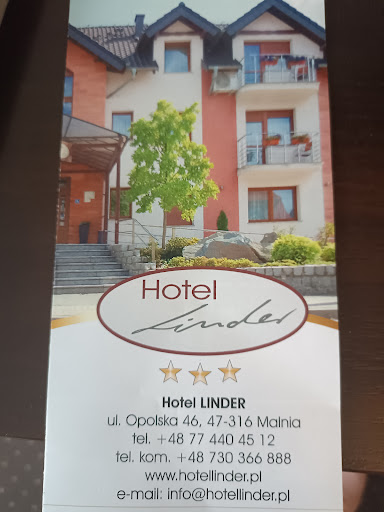 Hotel
Linder
Hotel LINDER
ul. Opolska 46, 47-316 Malnia
tel. +48 77 440 45 12
tel. kom. +48 730 366 888
www.hotellinder.pl
e-mail: info@hotellinder.pl